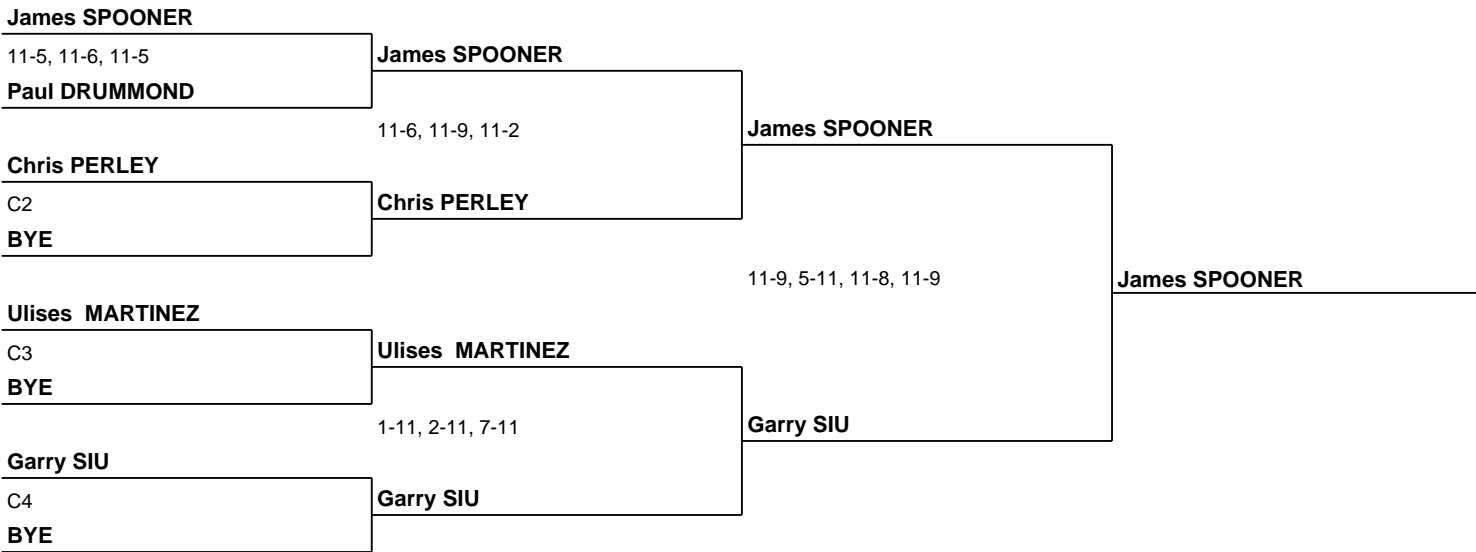 James SPOONER
11-5, 11-6, 11-5
Paul DRUMMOND
Chris PERLEY
C2
BYE
Ulises  MARTINEZ
C3
BYE
Garry SIU
C4
BYE
James SPOONER
11-6, 11-9, 11-2
Chris PERLEY
Ulises  MARTINEZ
1-11, 2-11, 7-11
Garry SIU
James SPOONER
11-9, 5-11, 11-8, 11-9
Garry SIU
James SPOONER